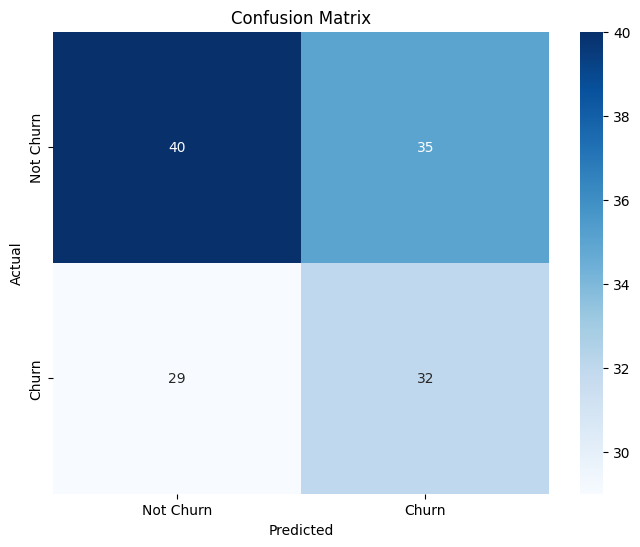 Confusion Matrix
Not Churn
40
35
40
38
36
34
32
30
Actual
Churn
29
32
Not Churn
Churn
Predicted